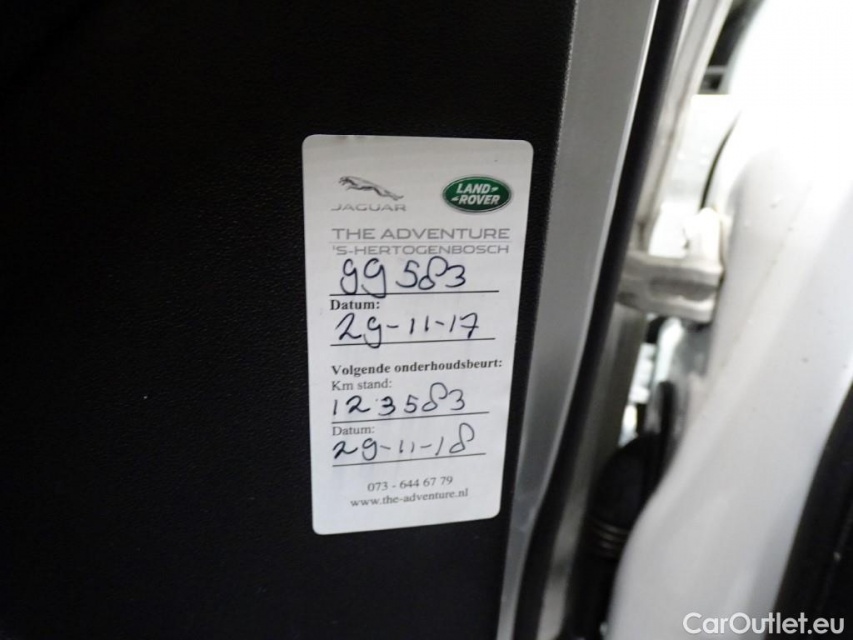 JAGUAR
LAND
ROVER
THE ADVENTURE
'S-HERTOGENBOSCH
99583
Datum:
29-11-17
Volgende onderhoudsbeurt:
Km stand:
123583
Datum:
29-11-18
073 - 644 67 79
www.the-adventure.nl
CarOutlet.eu